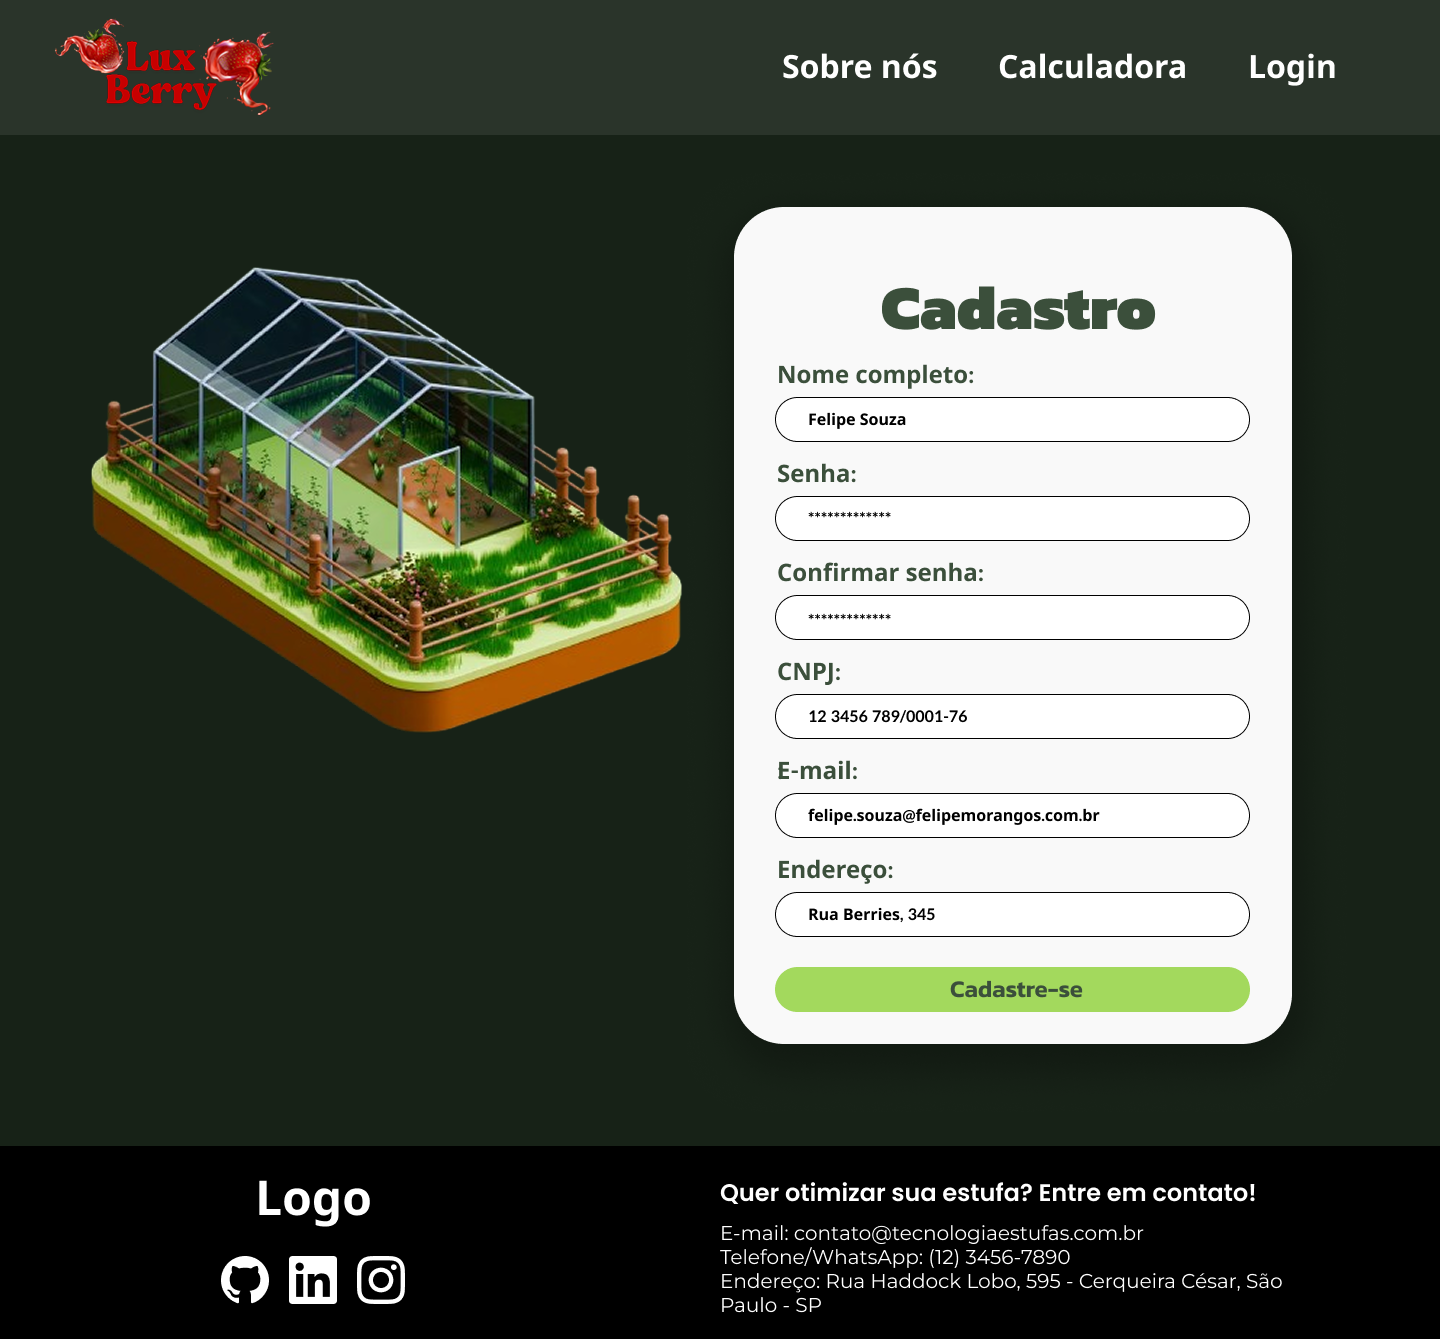 Lux
Berry
Sobre nós Calculadora Login
Cadastro
Nome completo:
Felipe Souza
Senha:
*************
Confirmar senha:
*************
CNPJ:
12 3456 789/0001-76
E-mail:
felipe.souza@felipemorangos.com.br
Endereço:
Rua Berries, 345
Cadastre-se
Logo
in
Quer otimizar sua estufa? Entre em contato!
E-mail: contato@tecnologiaestufas.com.br
Telefone/WhatsApp: (12) 3456-7890
Endereço: Rua Haddock Lobo, 595 - Cerqueira César, São
Paulo - SP